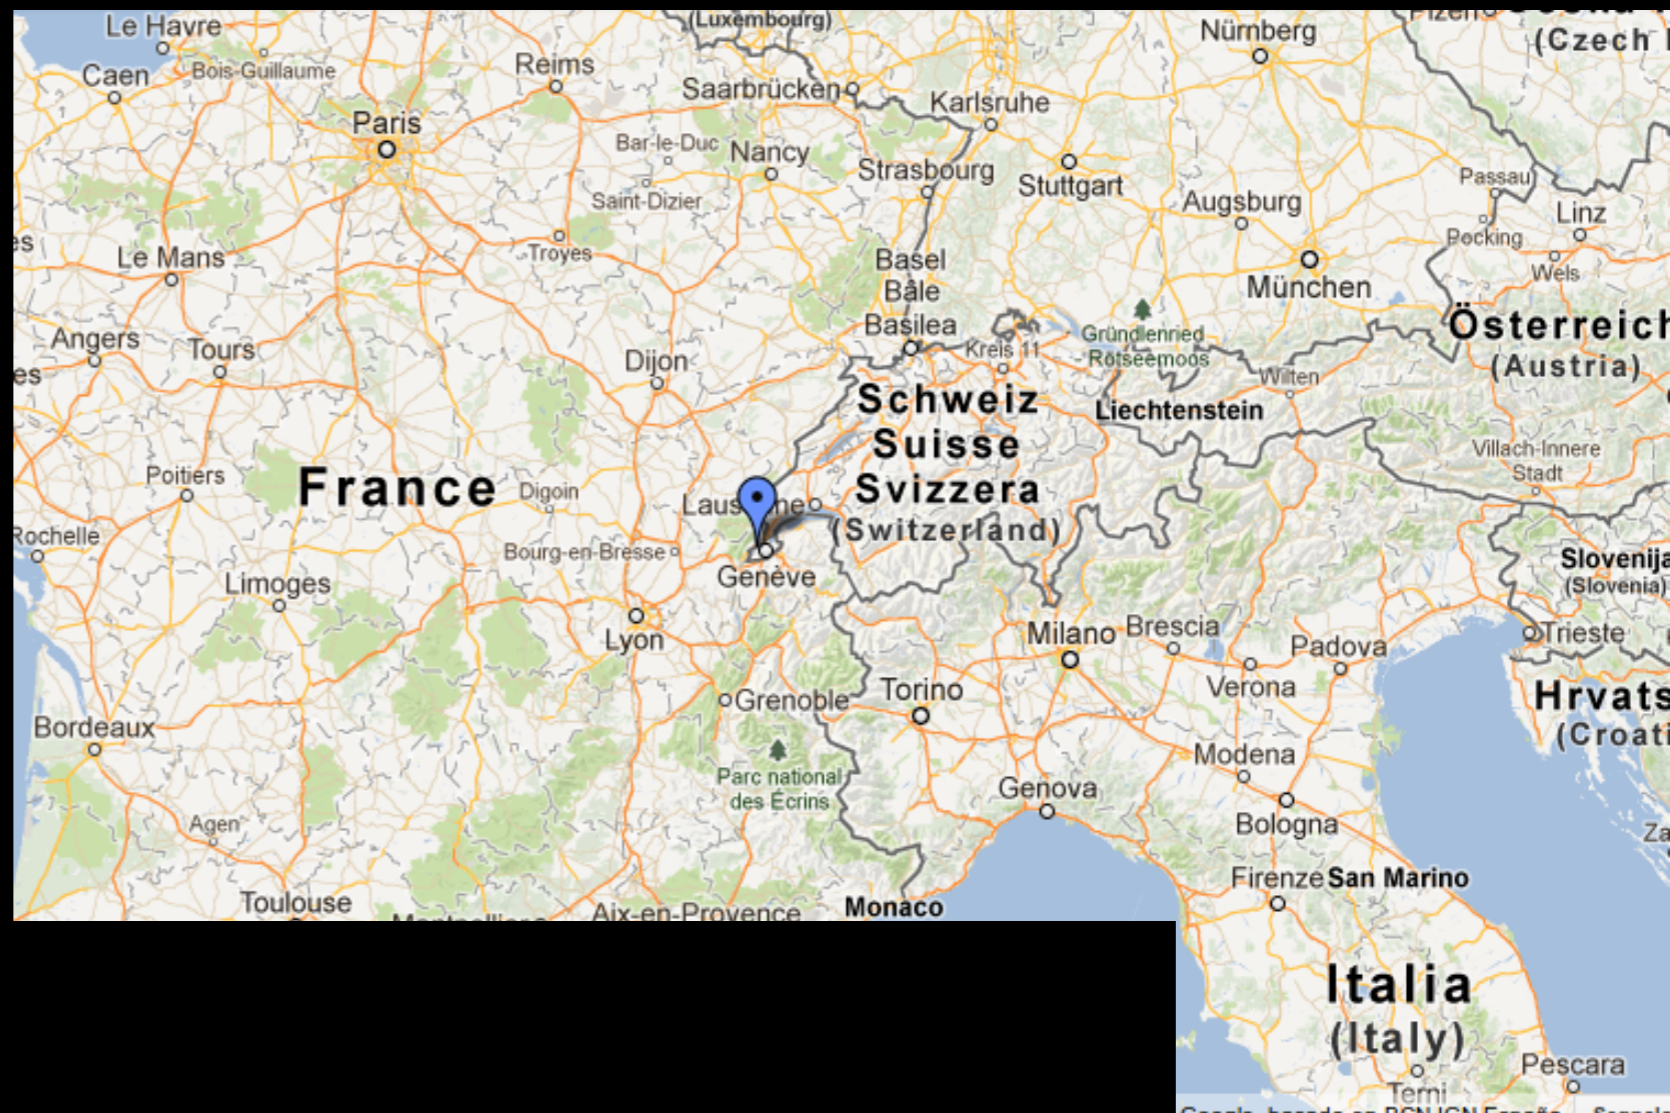 (Luxembourg)
Le Havre
Nürnberg
(Czech
Caen
Bois-Guillaume
Reims
Saarbrücken
Karlsruhe
Paris
Bar-le-Duc
Nancy
Strasbourg
Stuttgart
Passau
Saint-Dizier
Augsburg
Linz
Troyes
Pocking
Le Mans
Basel
Bâle
Basilea
München
Wels
Angers
Tours
Dijon
Kreis 11
Gründlenried
Rotseemoos
Österreich
(Austria)
Wilten
Schweiz
Suisse
Svizzera
(Switzerland)
Liechtenstein
Villach-Innere
Stadt
Poitiers
France
Digoin
Rochelle
Bourg-en-Bresse
Genève
Slovenija
(Slovenia)
Limoges
Lyon
Milano
Brescia
Padova
Trieste
Verona
Torino
Grenoble
Hrvats
(Croati
Bordeaux
Modena
Parc national
des Écrins
Genova
Bologna
Agen
Za
Firenze
San Marino
Toulouse
Aix-en-Provence
Monaco
Italia
(Italy)
Pescara
Terni